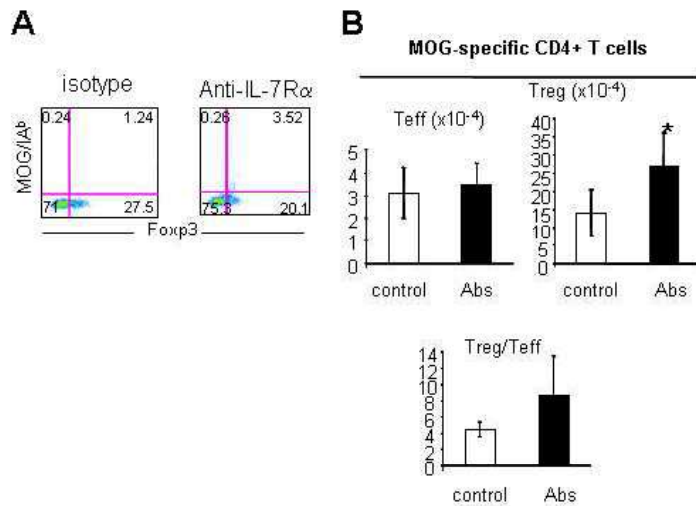 A
isotype
Anti-IL-7Rα
0.24 1.24
71 27.5
0.26 3.52
75.3 20.1
MOG/IAb
Foxp3
B
MOG-specific CD4+ T cells
Teff (x10-4)
5
4
3
2
1
0
control Abs
Treg (x10-4)
40
35
30
25
20
15
10
5
0
*
control Abs
Treg/Teff
14
12
10
8
6
4
2
0
control Abs